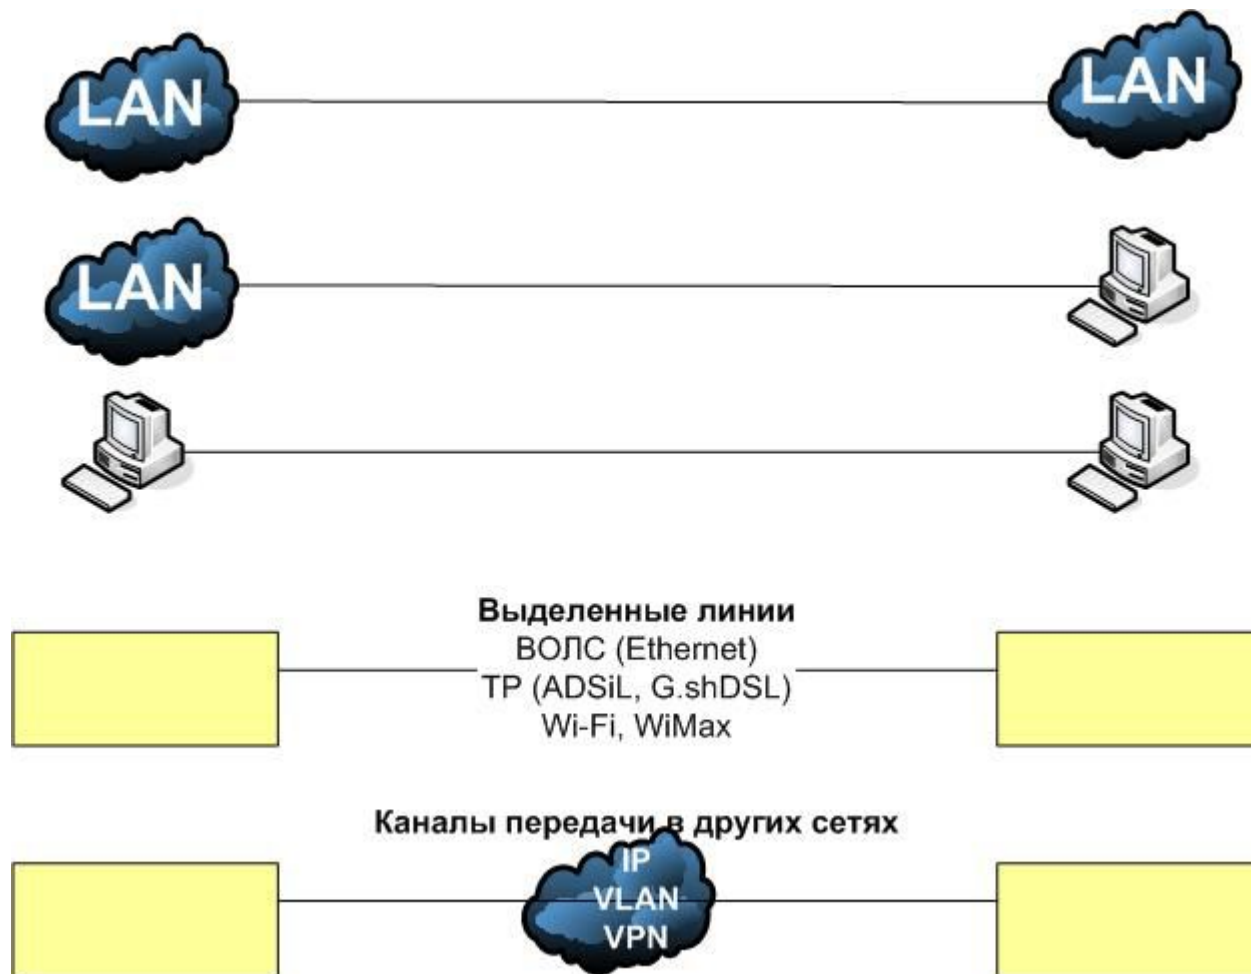 LAN
LAN
LAN
Выделенные линии
ВОЛС (Ethernet)
TP (ADSiL, G.shDSL)
Wi-Fi, WiMax
Каналы передачи в других сетях
IP
VLAN
VPN